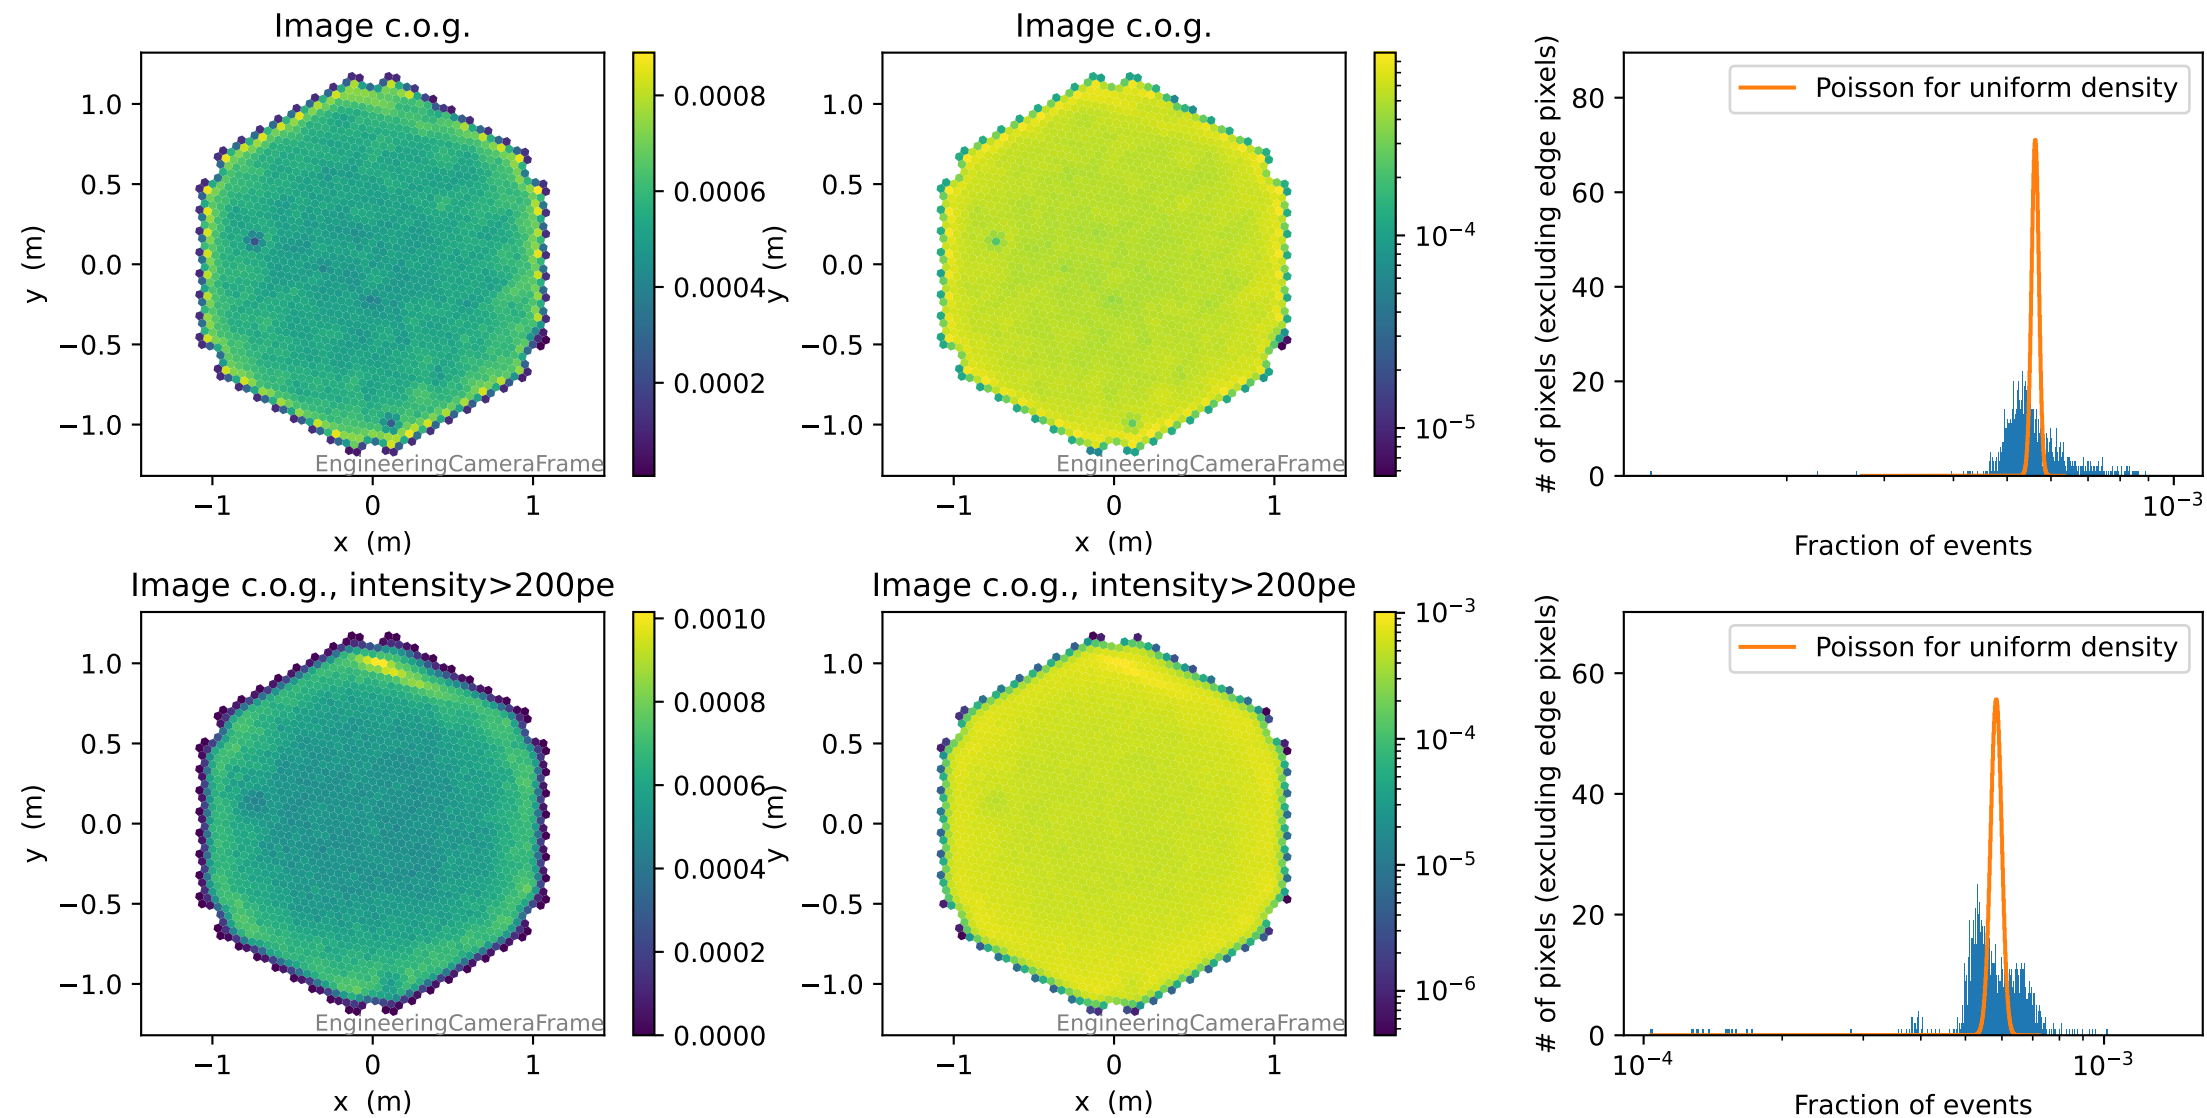 Image c.o.g.
1.0
0.5
0.0
−0.5
−1.0
y (m)
−1
0
1
x (m)
EngineeringCameraFrame
0.0008
0.0006
0.0004
0.0002
Image c.o.g.
1.0
0.5
0.0
−0.5
−1.0
y (m)
−1
0
1
x (m)
EngineeringCameraFrame
10⁻⁴
10⁻⁵
# of pixels (excluding edge pixels)
80
60
40
20
0
Poisson for uniform density
10⁻³
Fraction of events
Image c.o.g., intensity>200pe
1.0
0.5
0.0
−0.5
−1.0
y (m)
−1
0
1
x (m)
EngineeringCameraFrame
0.0010
0.0008
0.0006
0.0004
0.0002
0.0000
Image c.o.g., intensity>200pe
1.0
0.5
0.0
−0.5
−1.0
y (m)
−1
0
1
x (m)
EngineeringCameraFrame
10⁻³
10⁻⁴
10⁻⁵
10⁻⁶
# of pixels (excluding edge pixels)
60
40
20
0
Poisson for uniform density
10⁻⁴
10⁻³
Fraction of events